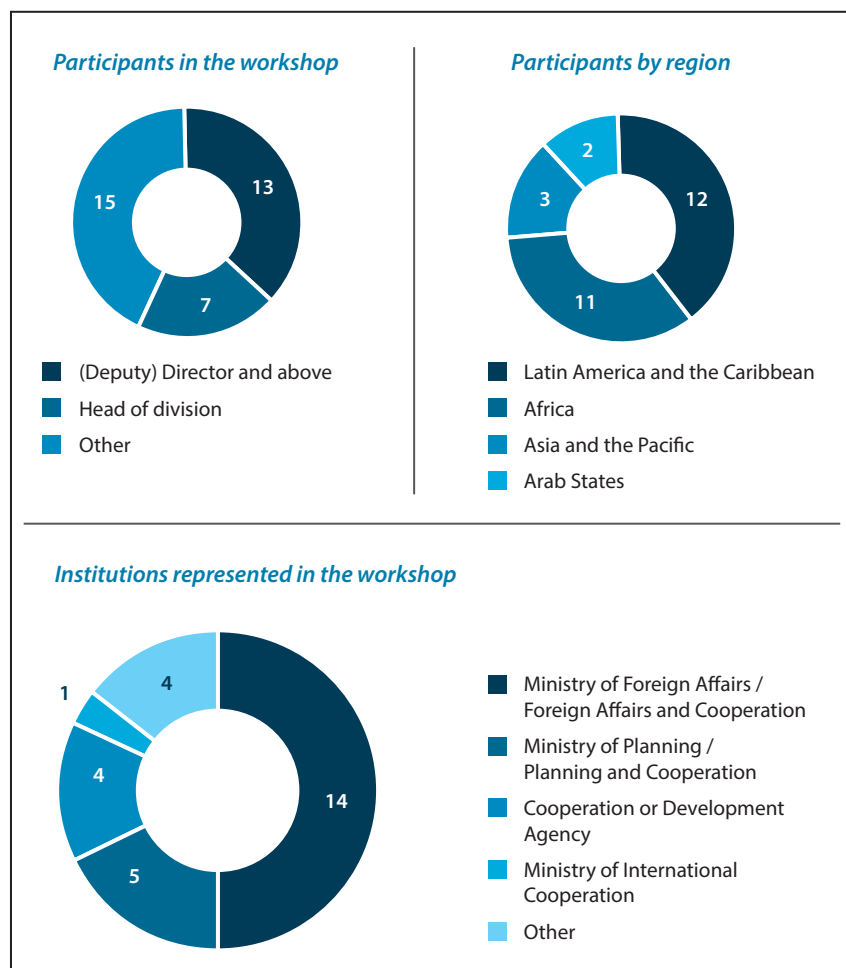 Participants in the workshop
13
7
15
(Deputy) Director and above
Head of division
Other
Participants by region
12
11
3
2
Latin America and the Caribbean
Africa
Asia and the Pacific
Arab States
Institutions represented in the workshop
14
5
4
1
4
Ministry of Foreign Affairs /
Foreign Affairs and Cooperation
Ministry of Planning /
Planning and Cooperation
Cooperation or Development
Agency
Ministry of International
Cooperation
Other